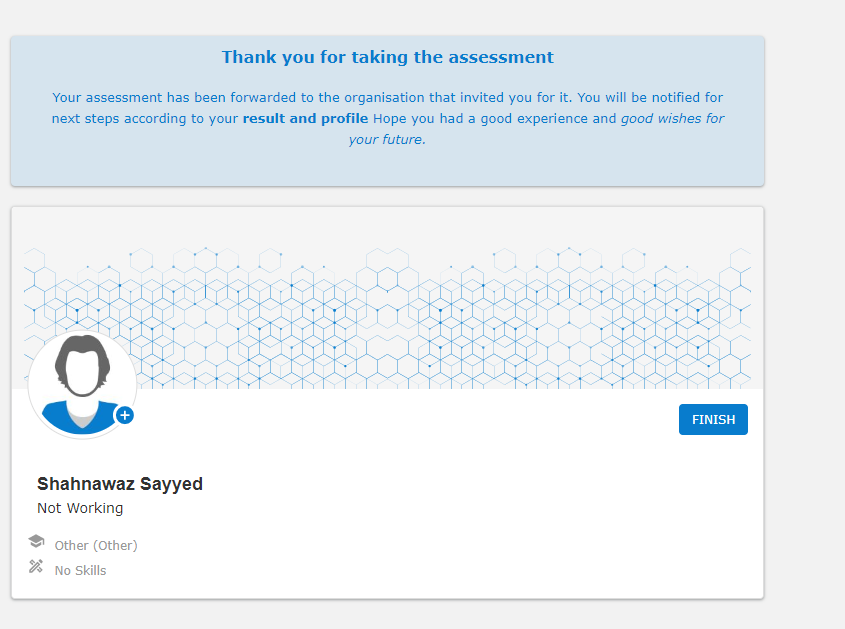 Thank you for taking the assessment
Your assessment has been forwarded to the organisation that invited you for it. You will be notified for
next steps according to your result and profile Hope you had a good experience and good wishes for
your future.
FINISH
Shahnawaz Sayyed
Not Working
Other (Other)
No Skills